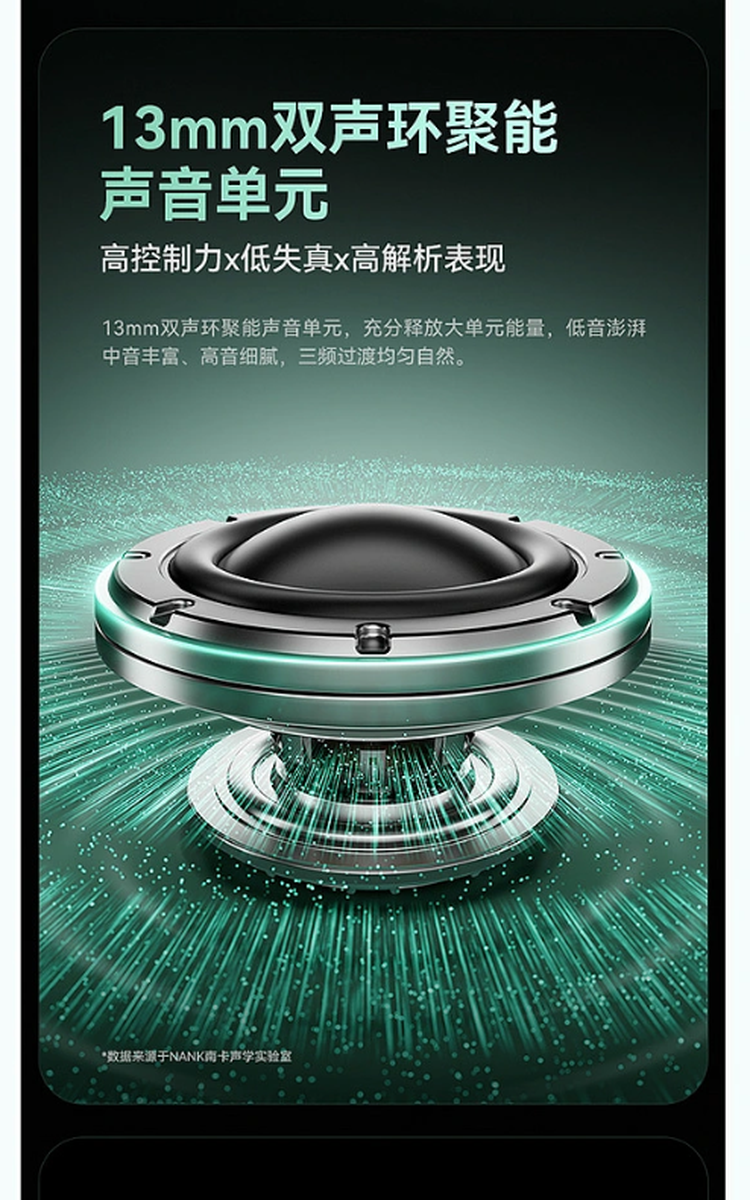 13mm双声环聚能
声音单元
高控制力x低失真x高解析表现
13mm双声环聚能声音单元，充分释放大单元能量，低音澎湃
中音丰富、高音细腻，三频过渡均匀自然。
*数据来源于NANK南卡声学实验室